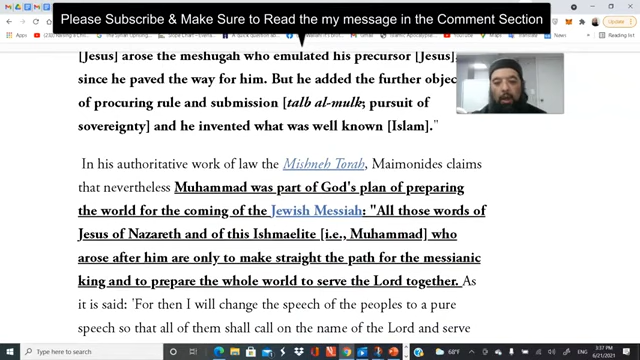 Please Subscribe & Make Sure to Read the my message in the Comment Section
[Jesus] arose the meshugah who emulated his precursor [Jesus],
since he paved the way for him. But he added the further objec
of procuring rule and submission [talb al-mulk; pursuit of
sovereignty] and he invented what was well known [Islam]."
In his authoritative work of law the Mishneh Torah, Maimonides claims
that nevertheless Muhammad was part of God's plan of preparing
the world for the coming of the Jewish Messiah: "All those words of
Jesus of Nazareth and of this Ishmaelite [i.e., Muhammad] who
arose after him are only to make straight the path for the messianic
king and to prepare the whole world to serve the Lord together. As
it is said: 'For then I will change the speech of the peoples to a pure
speech so that all of them shall call on the name of the Lord and serve
Type here to search
68°F
ENG
3:37 PM
6/21/2021
Reading list